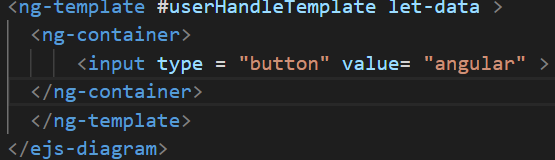 <ng-template #userHandleTemplate let-data >
<ng-container>
<input type = "button" value= "angular" >
</ng-container>
</ng-template>
</ejs-diagram>